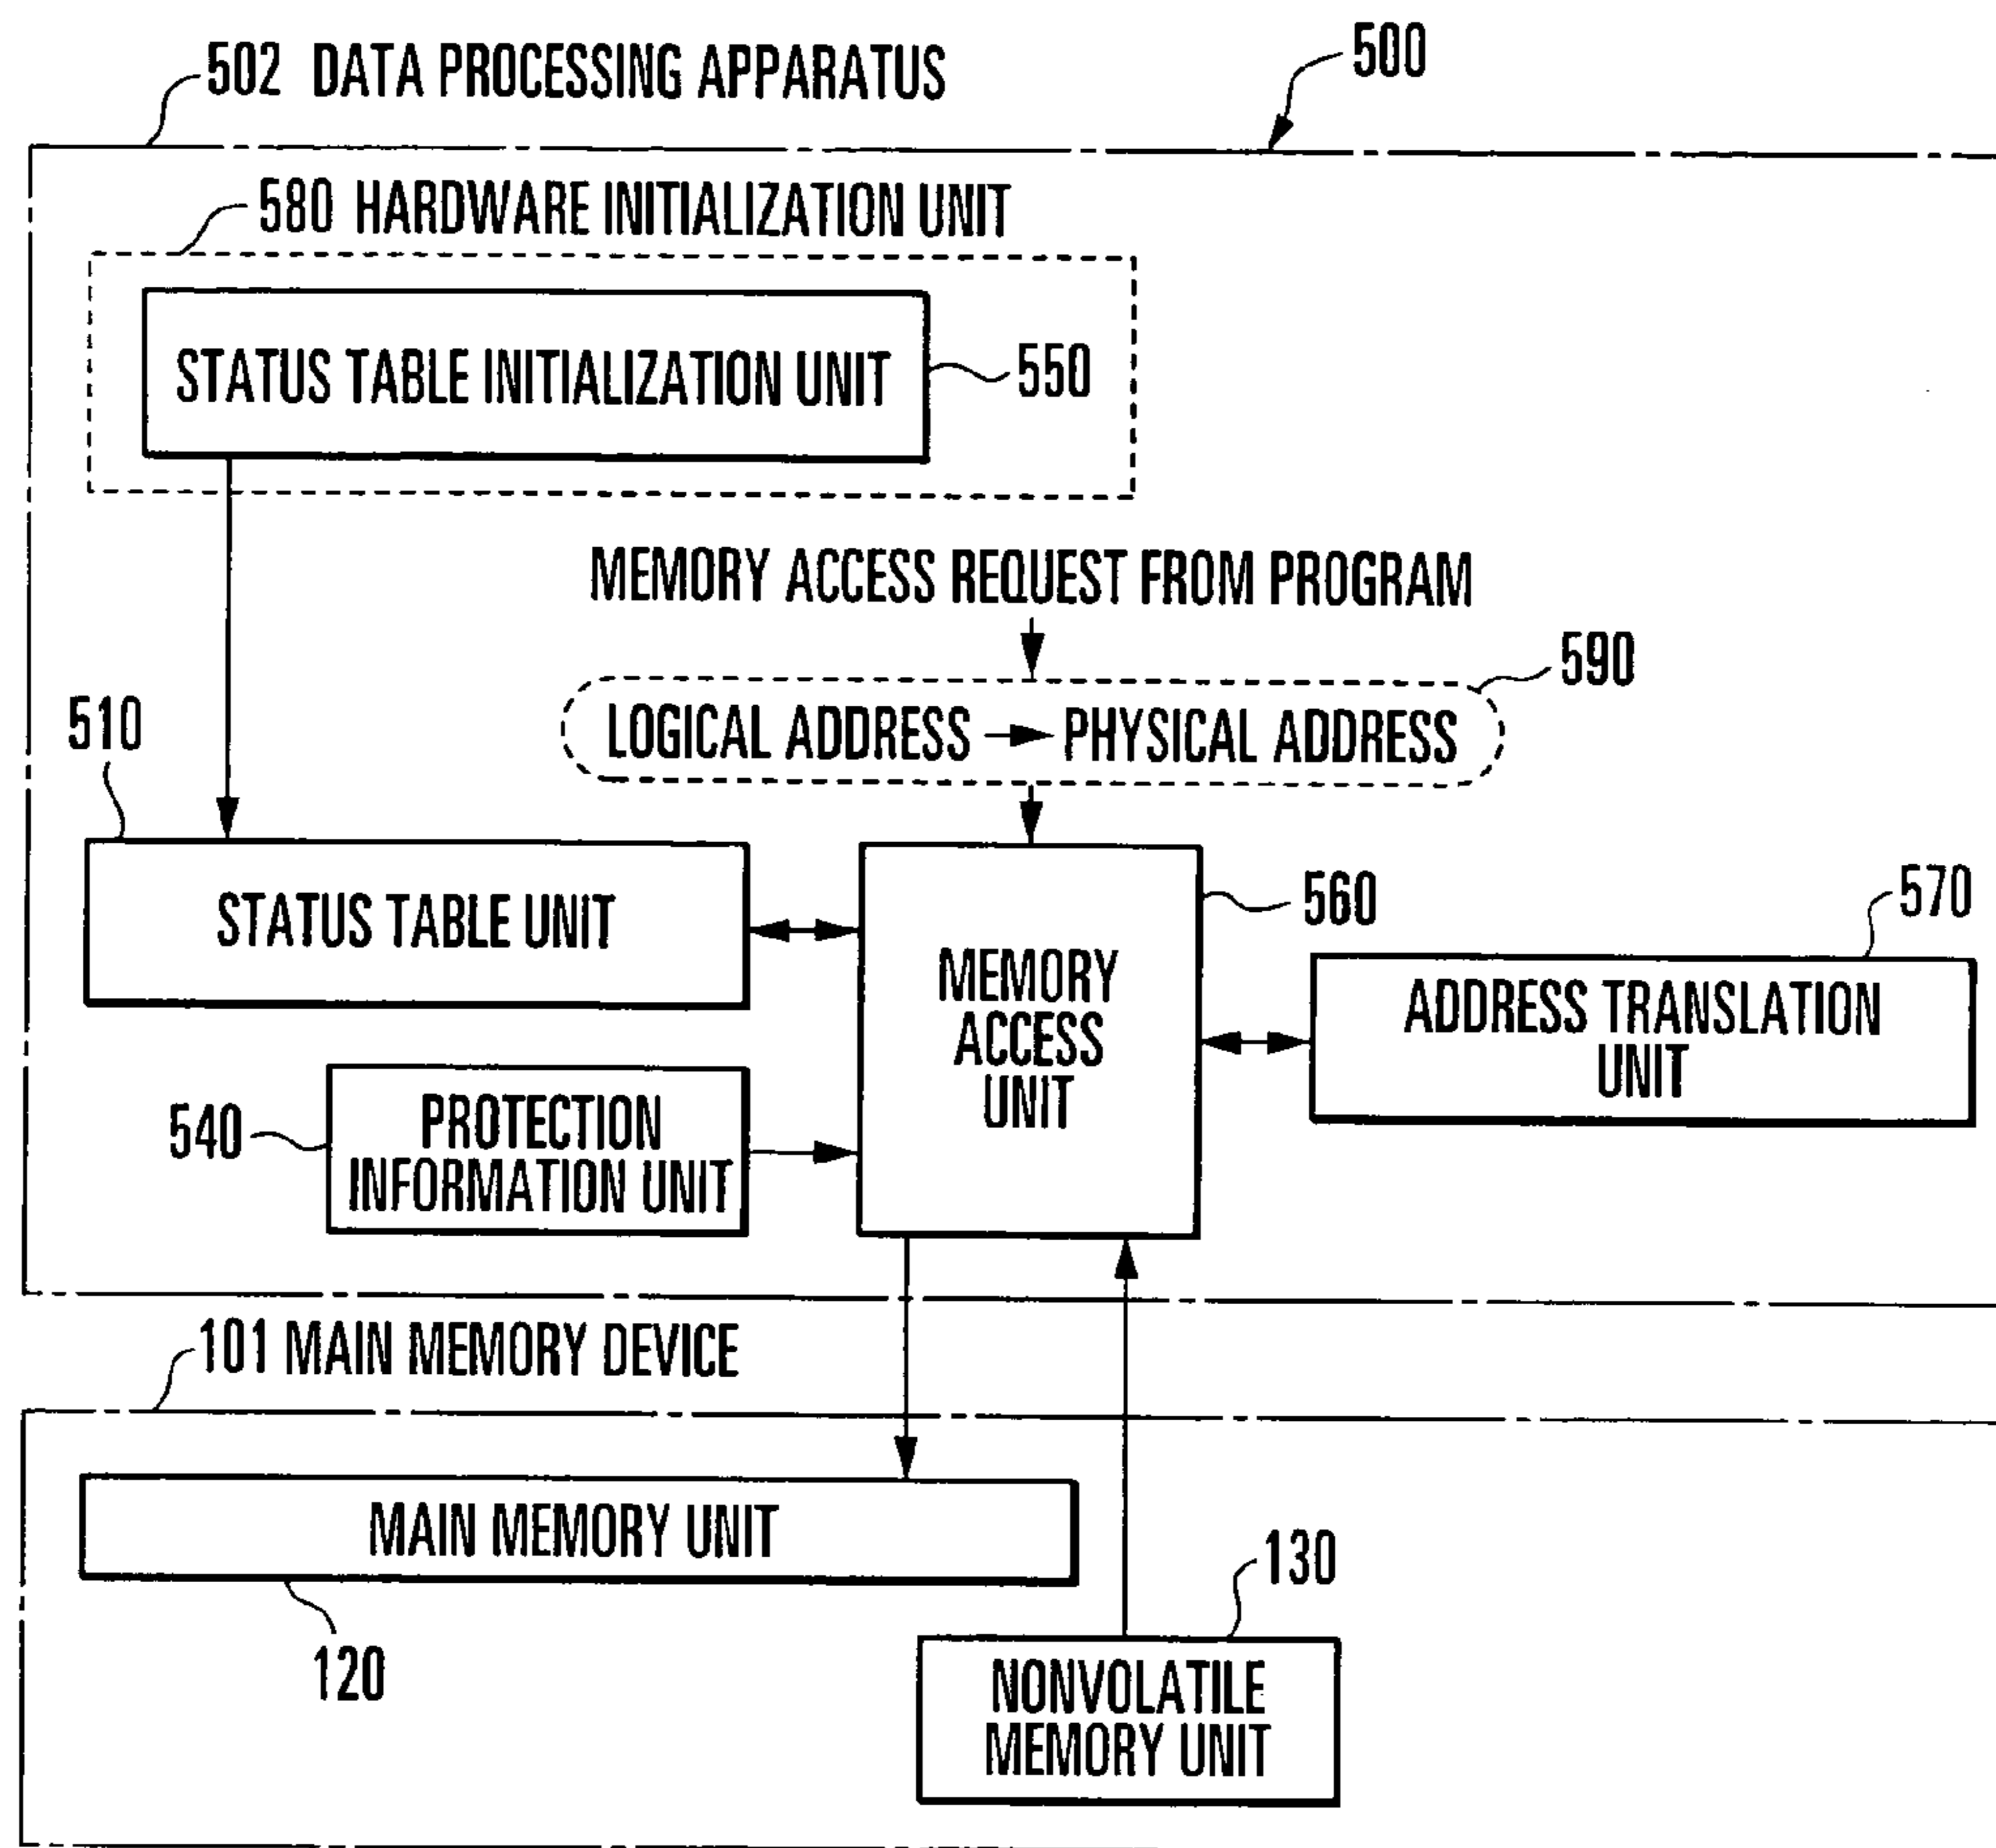 502 DATA PROCESSING APPARATUS
500
580 HARDWARE INITIALIZATION UNIT
STATUS TABLE INITIALIZATION UNIT
550
MEMORY ACCESS REQUEST FROM PROGRAM
590
LOGICAL ADDRESS → PHYSICAL ADDRESS
510
STATUS TABLE UNIT
560
570
MEMORY
ACCESS
UNIT
ADDRESS TRANSLATION
UNIT
540
PROTECTION
INFORMATION UNIT
101 MAIN MEMORY DEVICE
MAIN MEMORY UNIT
120
130
NONVOLATILE
MEMORY UNIT